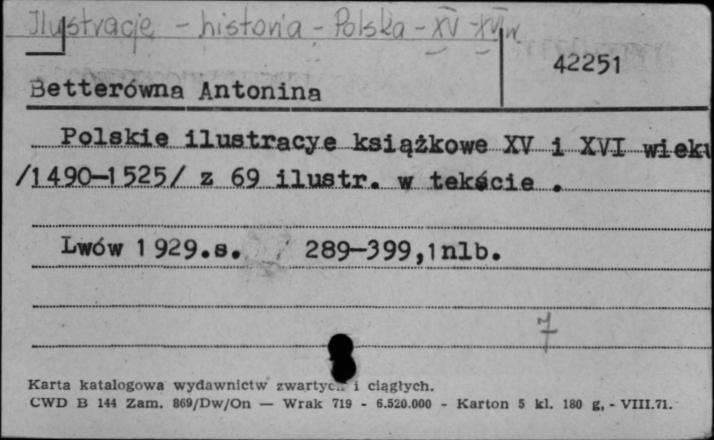 Ilustracje - historia - Polska - XV - XVI w
42251
Betterówna Antonina
Polskie ilustracye książkowe XV i XVI wieku
/1490-1525/ z 69 ilustr. w tekście .
Lwów 1929.s. 289-399,1nlb.
7
Karta katalogowa wydawnictw zwartych i ciągłych.
CWD B 144 Zam. 869/Dw/On — Wrak 719 - 6.520.000 - Karton 5 kl. 180 g. - VIII.71.